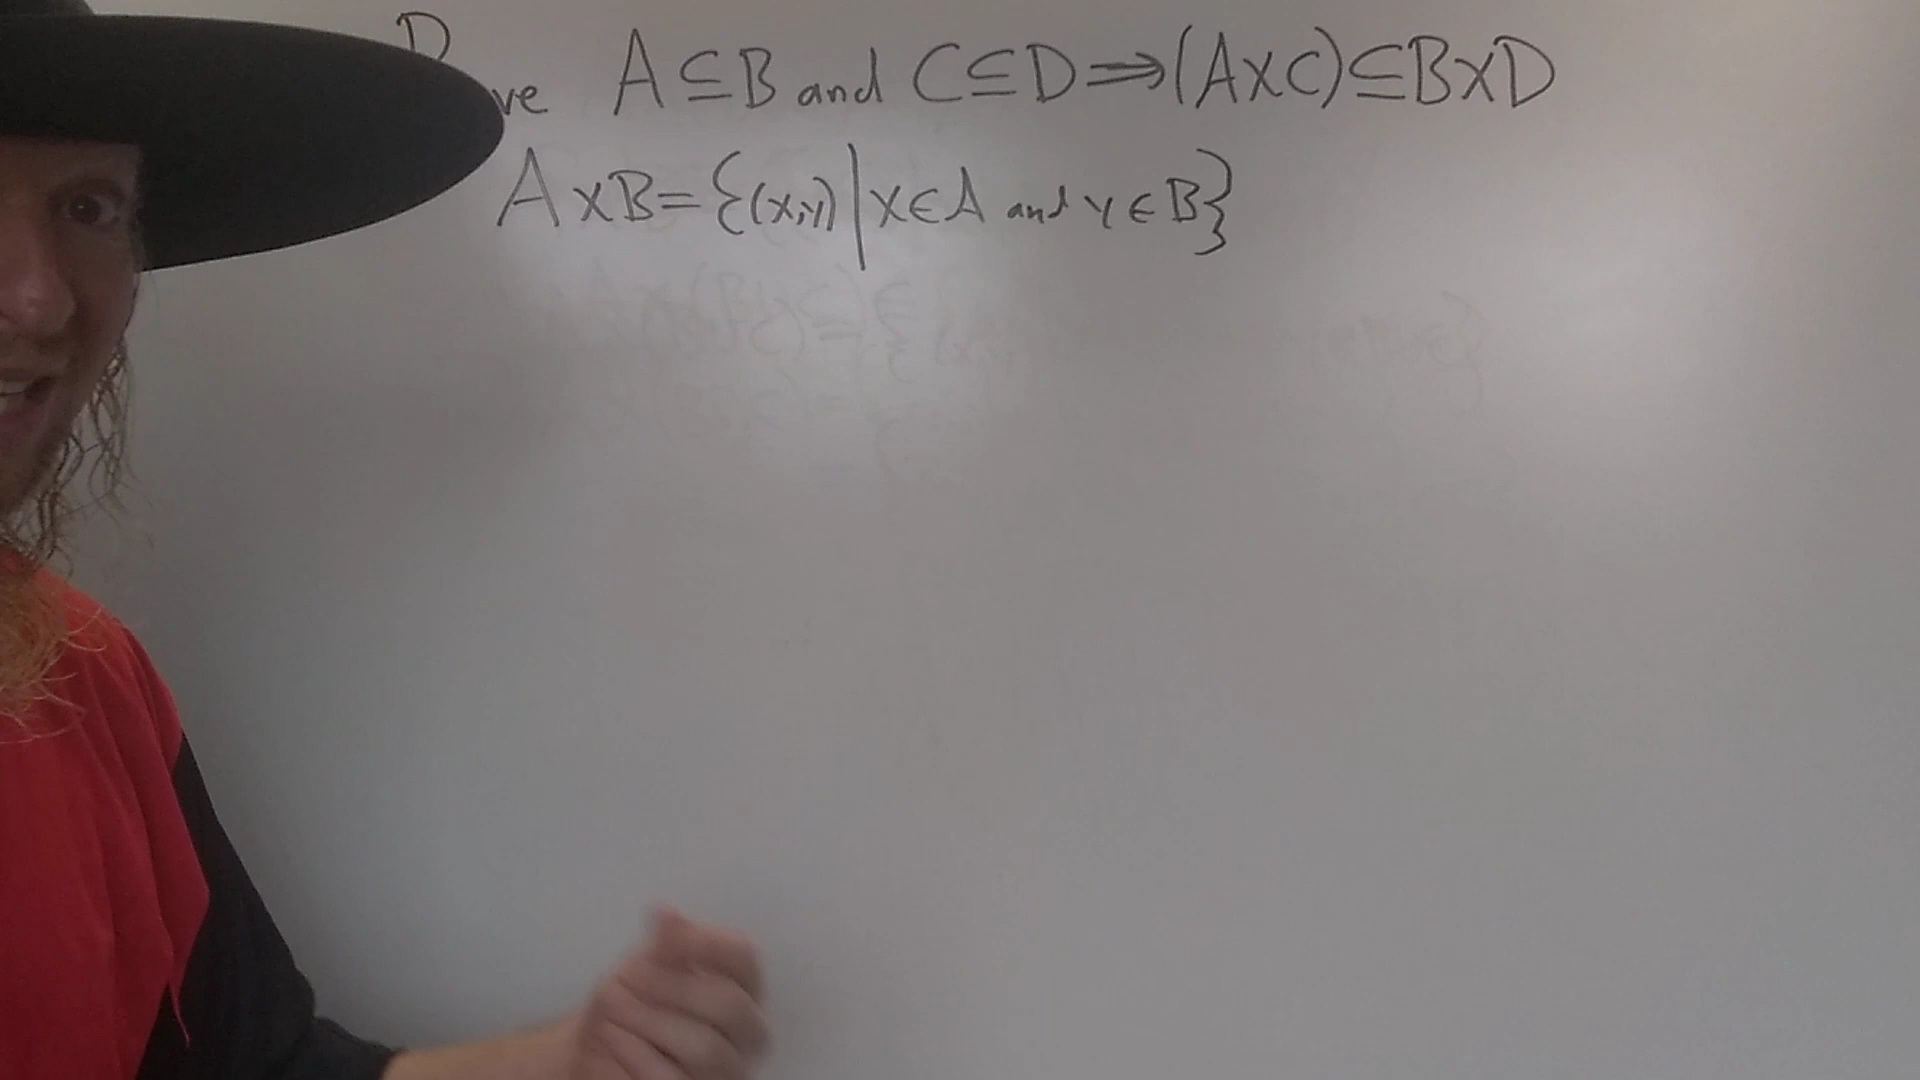 ve A ⊆ B and C ⊆ D ⇒ (A×C) ⊆ B×D
A×B = {(x,y) | x ∈ A and y ∈ B}